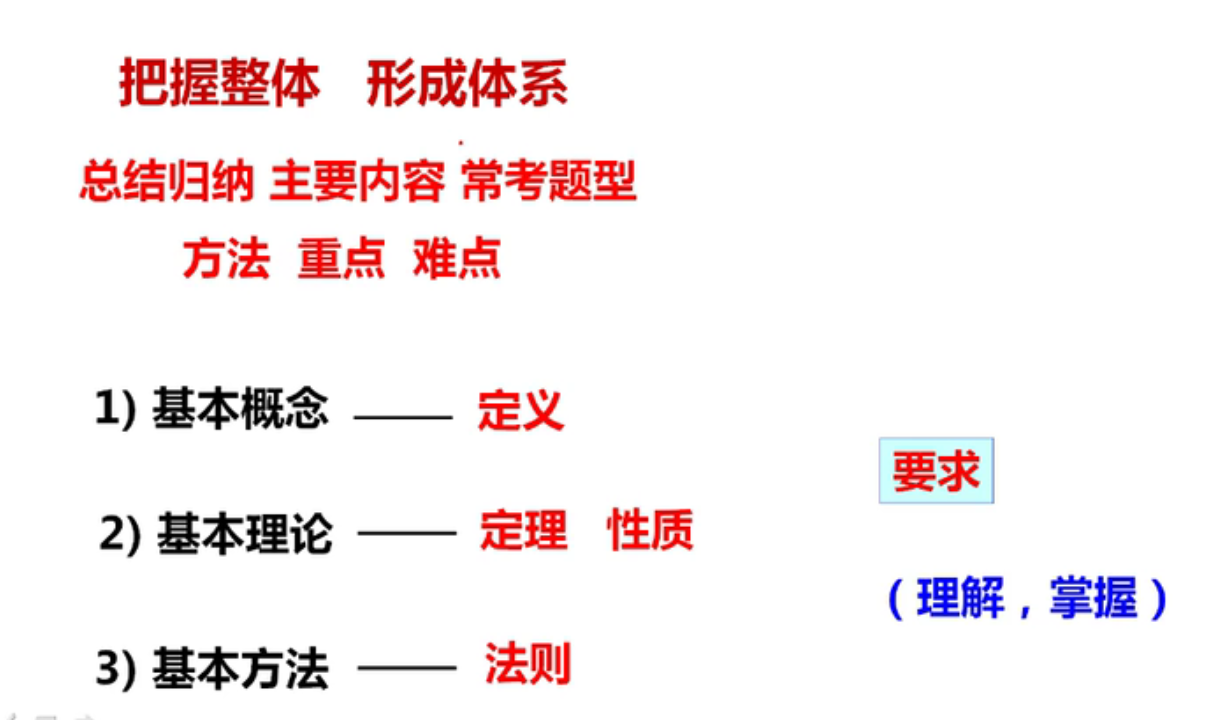 把握整体 形成体系
总结归纳 主要内容 常考题型
方法 重点 难点
1) 基本概念 —— 定义
要求
2) 基本理论 —— 定理 性质
（理解，掌握）
3) 基本方法 —— 法则